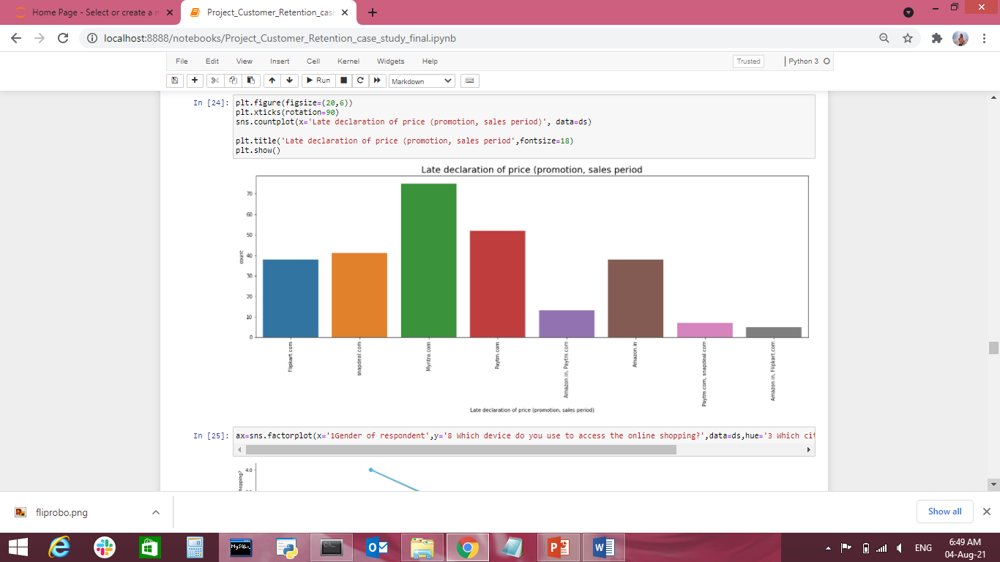 Home Page - Select or create a n
Project_Customer_Retention_case
localhost:8888/notebooks/Project_Customer_Retention_case_study_final.ipynb
File Edit View Insert Cell Kernel Widgets Help
Trusted
Python 3
Run
Markdown
In [24]:
plt.figure(figsize=(20,6))
plt.xticks(rotation=90)
sns.countplot(x='Late declaration of price (promotion, sales period)', data=ds)
plt.title('Late declaration of price (promotion, sales period',fontsize=18)
plt.show()
Late declaration of price (promotion, sales period
70
60
50
40
30
20
10
0
count
Flipkart.com
snapdeal.com
Myntra.com
Paytm.com
Amazon.in, Paytm.com
Amazon.in
Paytm.com, snapdeal.com
Amazon.in, Flipkart.com
Late declaration of price (promotion, sales period)
In [25]:
ax=sns.factorplot(x='1Gender of respondent',y='8 Which device do you use to access the online shopping?',data=ds,hue='3 Which cit
4.0
hopping?
fliprobo.png
Show all
MySQL
C:\.
ENG
6:49 AM
04-Aug-21